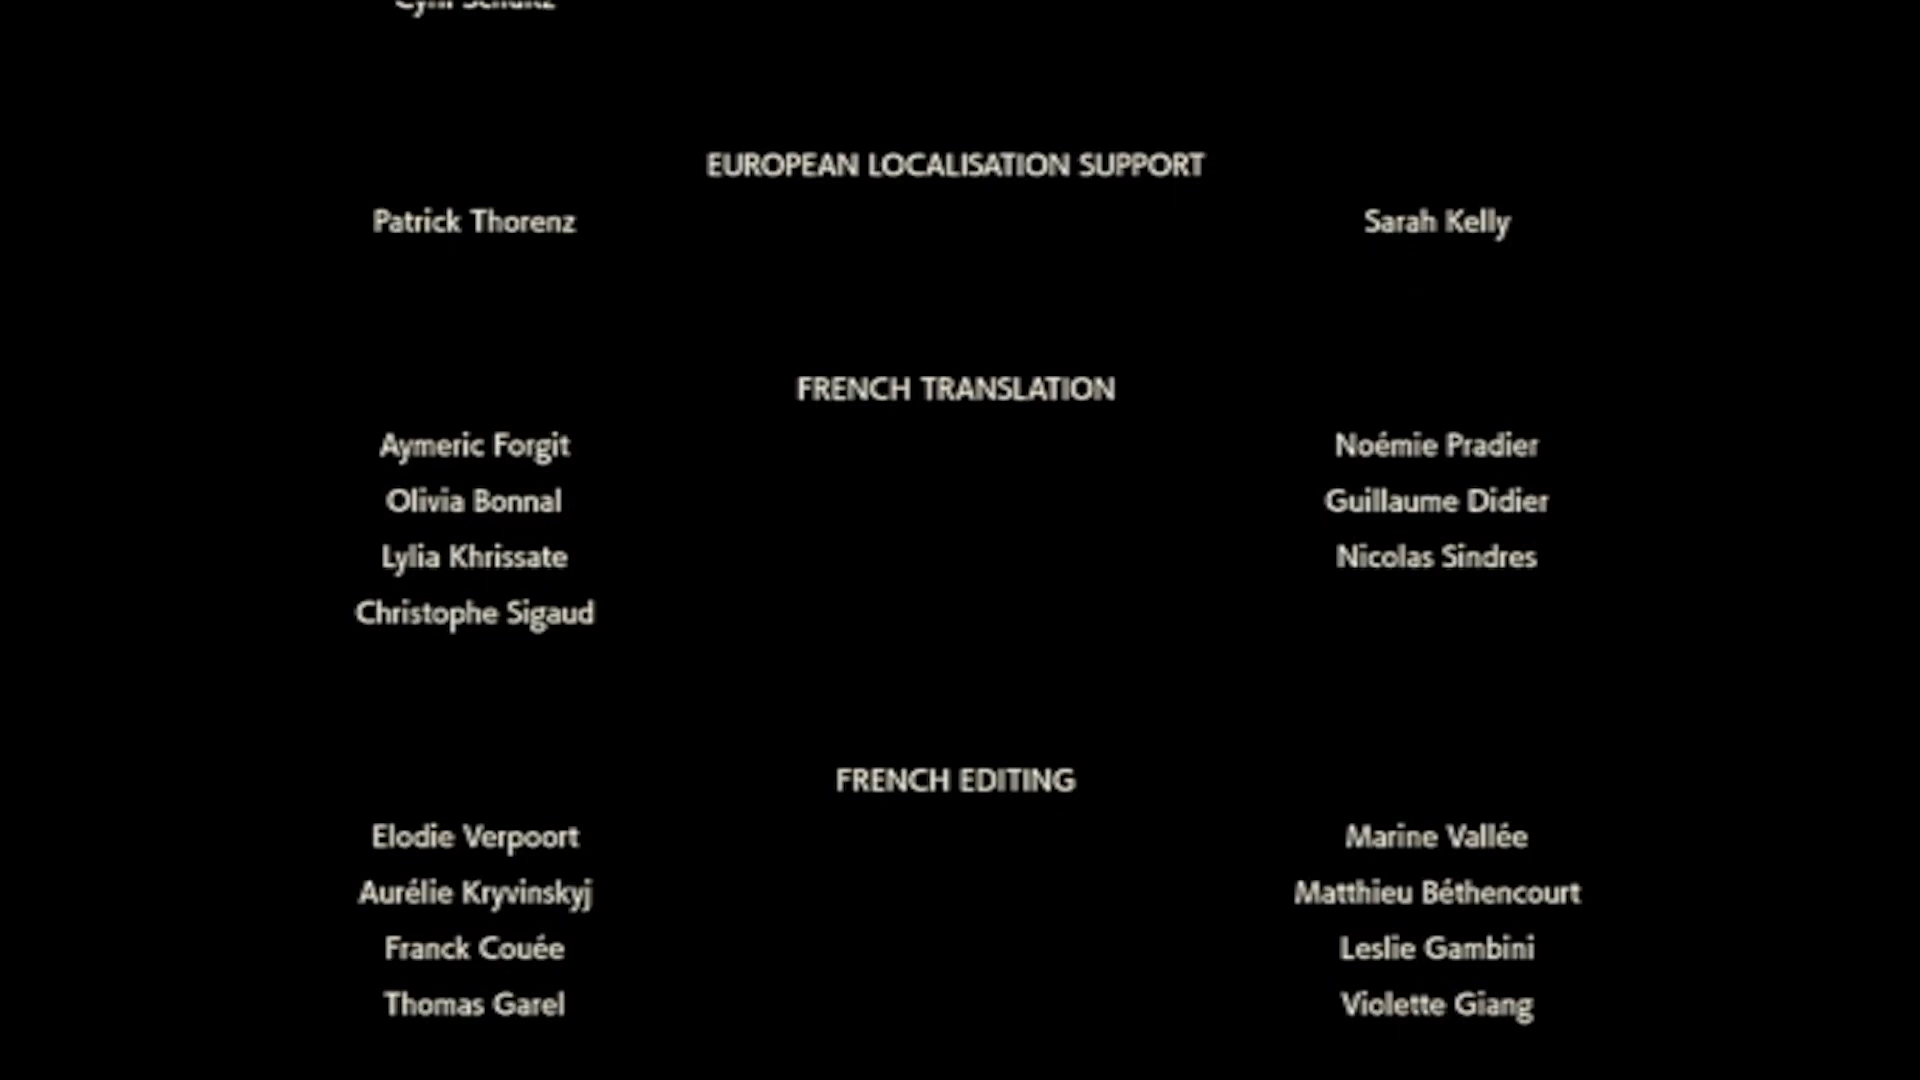 EUROPEAN LOCALISATION SUPPORT
Patrick Thorenz Sarah Kelly
FRENCH TRANSLATION
Aymeric Forgit Noémie Pradier
Olivia Bonnal Guillaume Didier
Lylia Khrissate Nicolas Sindres
Christophe Sigaud
FRENCH EDITING
Elodie Verpoort Marine Vallée
Aurélie Kryvinskyj Matthieu Béthencourt
Franck Couée Leslie Gambini
Thomas Garel Violette Giang